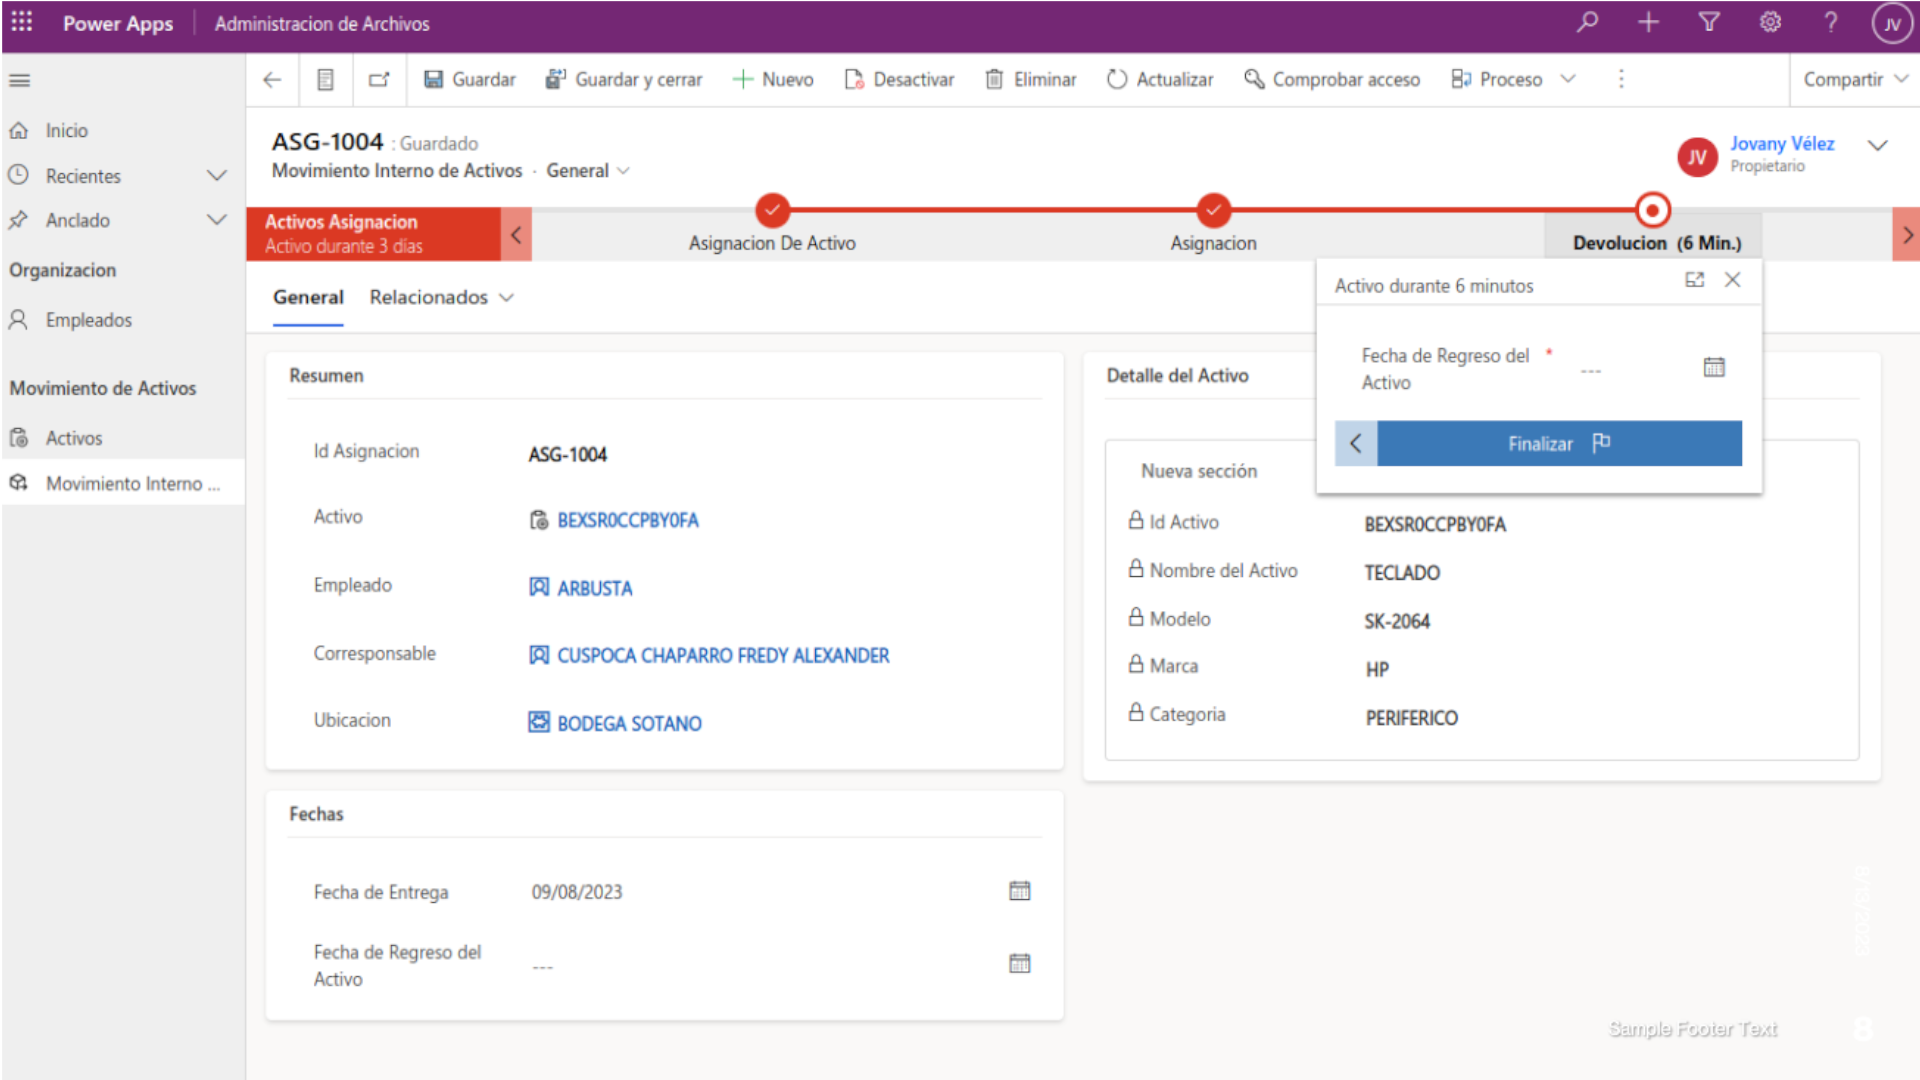 Power Apps
Administracion de Archivos
JV
Guardar
Guardar y cerrar
Nuevo
Desactivar
Eliminar
Actualizar
Comprobar acceso
Proceso
Compartir
Inicio
Recientes
Anclado
Organizacion
Empleados
Movimiento de Activos
Activos
Movimiento Interno ...
ASG-1004 : Guardado
Movimiento Interno de Activos · General
JV
Jovany Vélez
Propietario
Activos Asignacion
Activo durante 3 días
Asignacion De Activo
Asignacion
Devolucion (6 Min.)
General
Relacionados
Activo durante 6 minutos
Fecha de Regreso del
Activo
*
---
Finalizar
Resumen
Id Asignacion
ASG-1004
Activo
BEXSR0CCPBY0FA
Empleado
ARBUSTA
Corresponsable
CUSPOCA CHAPARRO FREDY ALEXANDER
Ubicacion
BODEGA SOTANO
Detalle del Activo
Nueva sección
Id Activo
BEXSR0CCPBY0FA
Nombre del Activo
TECLADO
Modelo
SK-2064
Marca
HP
Categoria
PERIFERICO
Fechas
Fecha de Entrega
09/08/2023
Fecha de Regreso del
Activo
---
Sample Footer Text
8